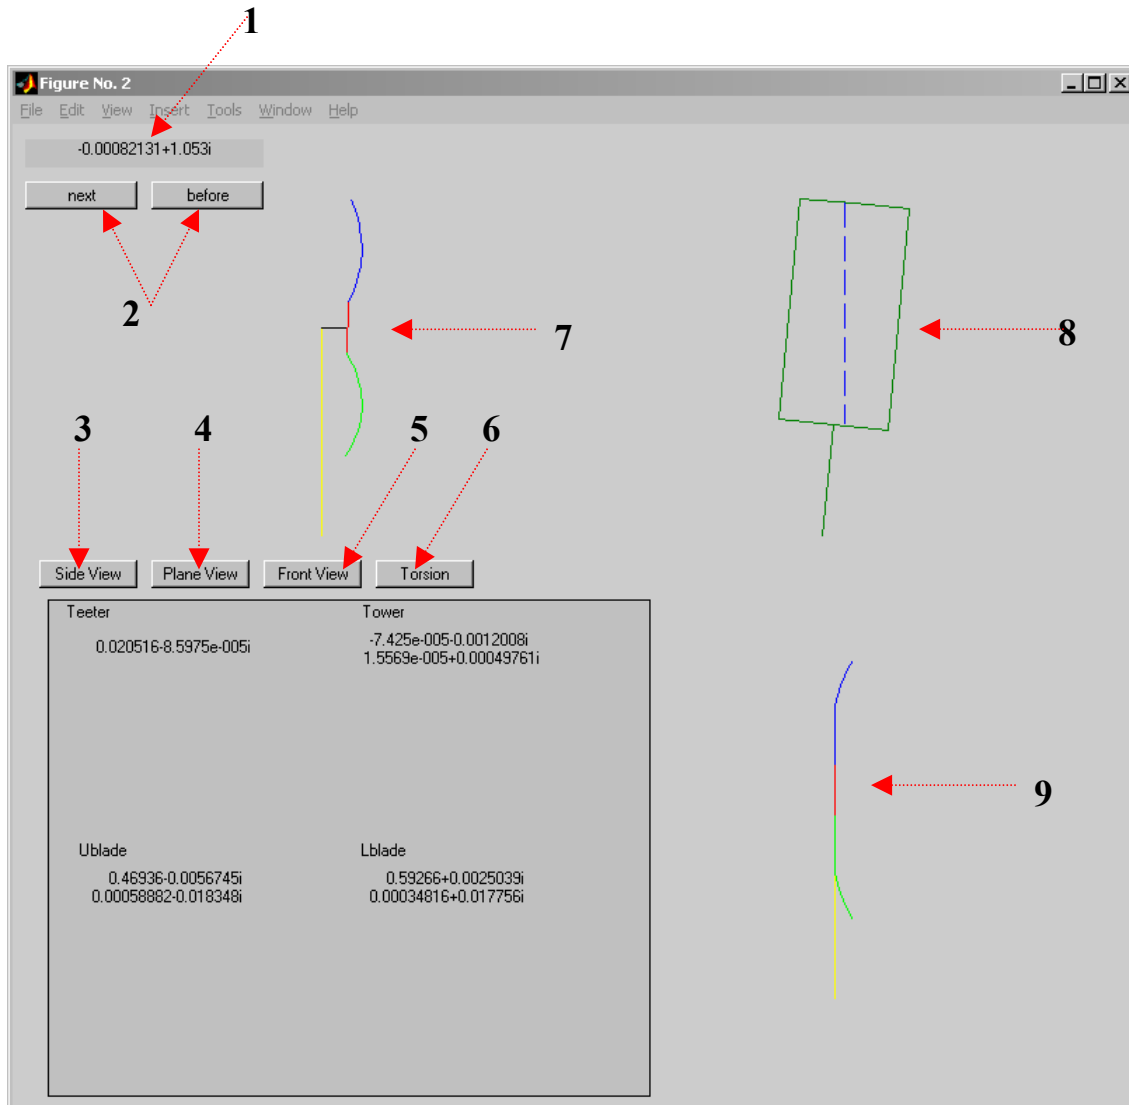 1
Figure No. 2
File Edit View Insert Tools Window Help
-0.00082131+1.053i
next before
2
7
8
3 4 5 6
Side View Plane View Front View Torsion
Teeter Tower
0.020516-8.5975e-005i
-7.425e-005-0.0012008i
1.5569e-005+0.00049761i
9
Ublade Lblade
0.46936-0.0056745i 0.59266+0.0025039i
0.00058882-0.018348i 0.00034816+0.017756i